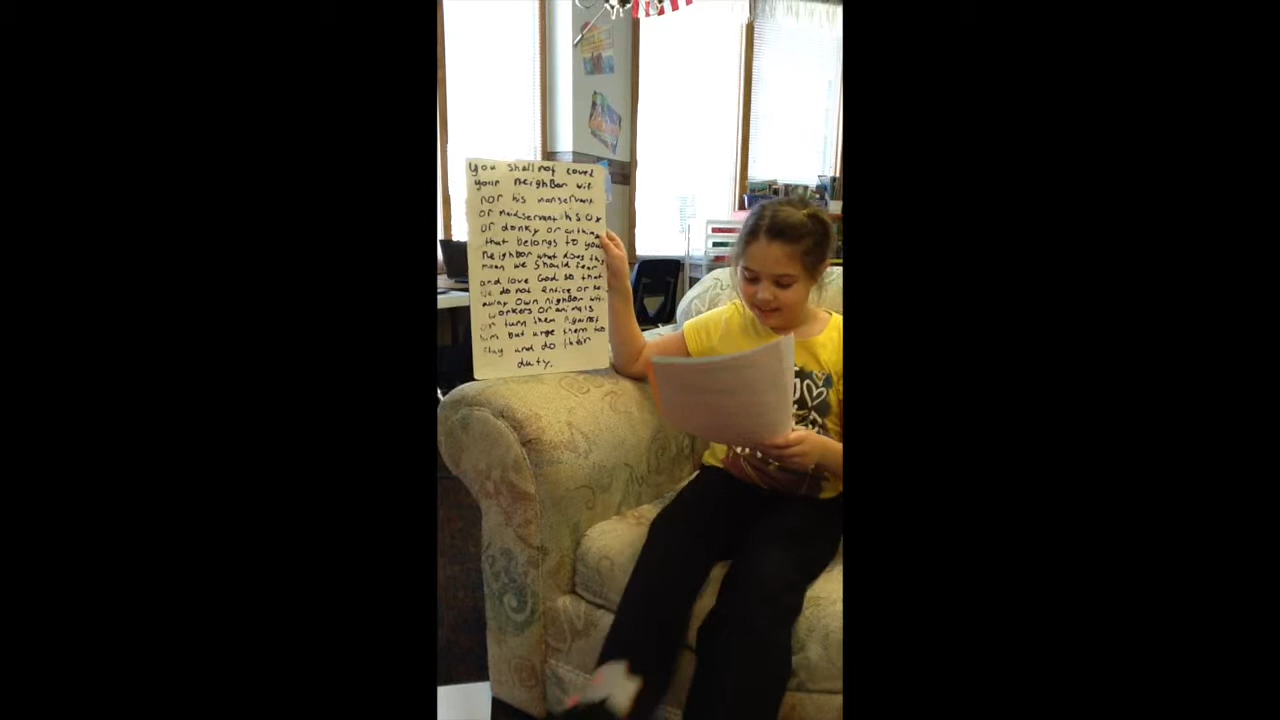 You shall not covet
your neighbor wif
nor his manservant
or maidservant his ox
or donky or anthing
that belongs to your
neighbor what does this
mean we should fear
and love God so that
we do not entice or
away own nighbor wif
workers or animls
or turn them against
him but urge them to
stay and do their
duty.